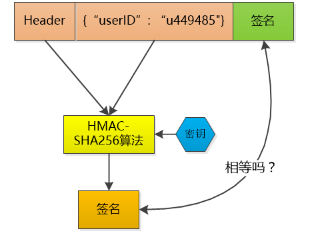 Header
{“userID”: “u449485"}
签名
HMAC-
SHA256算法
密钥
相等吗？
签名